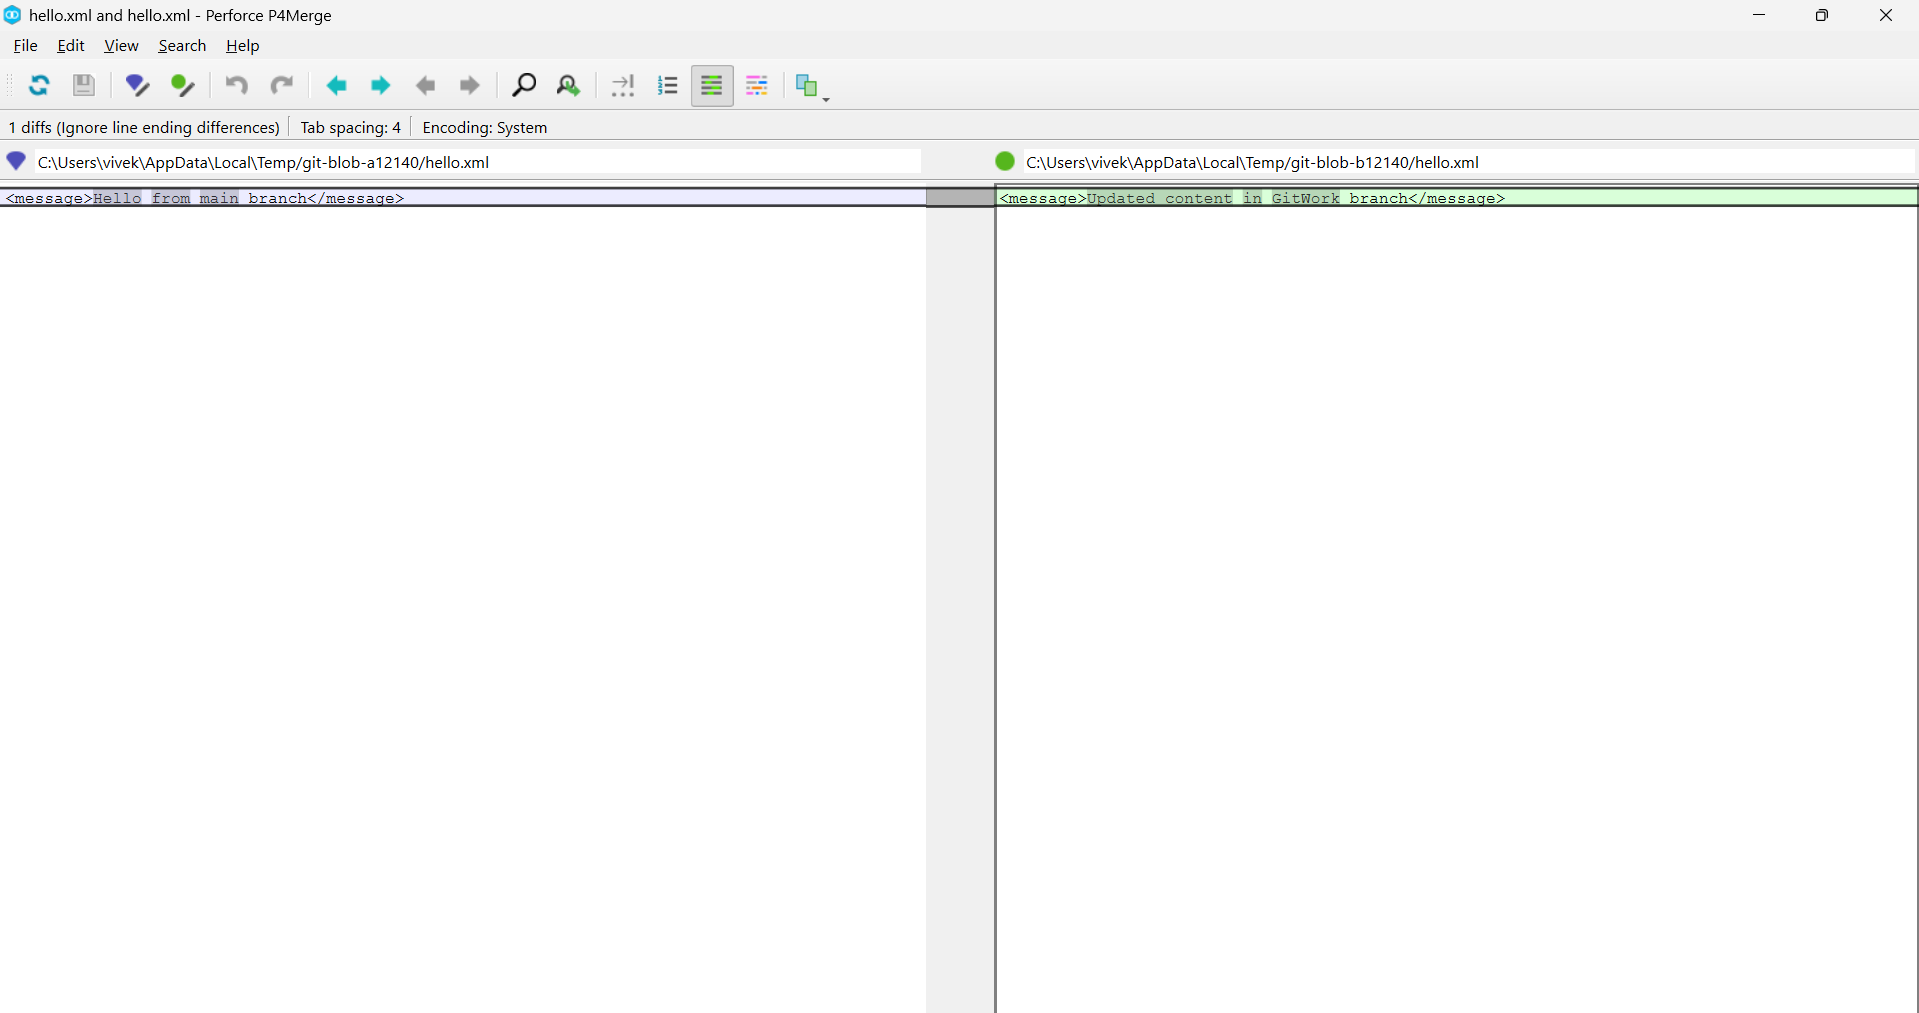 hello.xml and hello.xml - Perforce P4Merge
File Edit View Search Help
1 diffs (Ignore line ending differences) Tab spacing: 4 Encoding: System
C:\Users\vivek\AppData\Local\Temp/git-blob-a12140/hello.xml
C:\Users\vivek\AppData\Local\Temp/git-blob-b12140/hello.xml
<message>Hello from main branch</message>
<message>Updated content in GitWork branch</message>